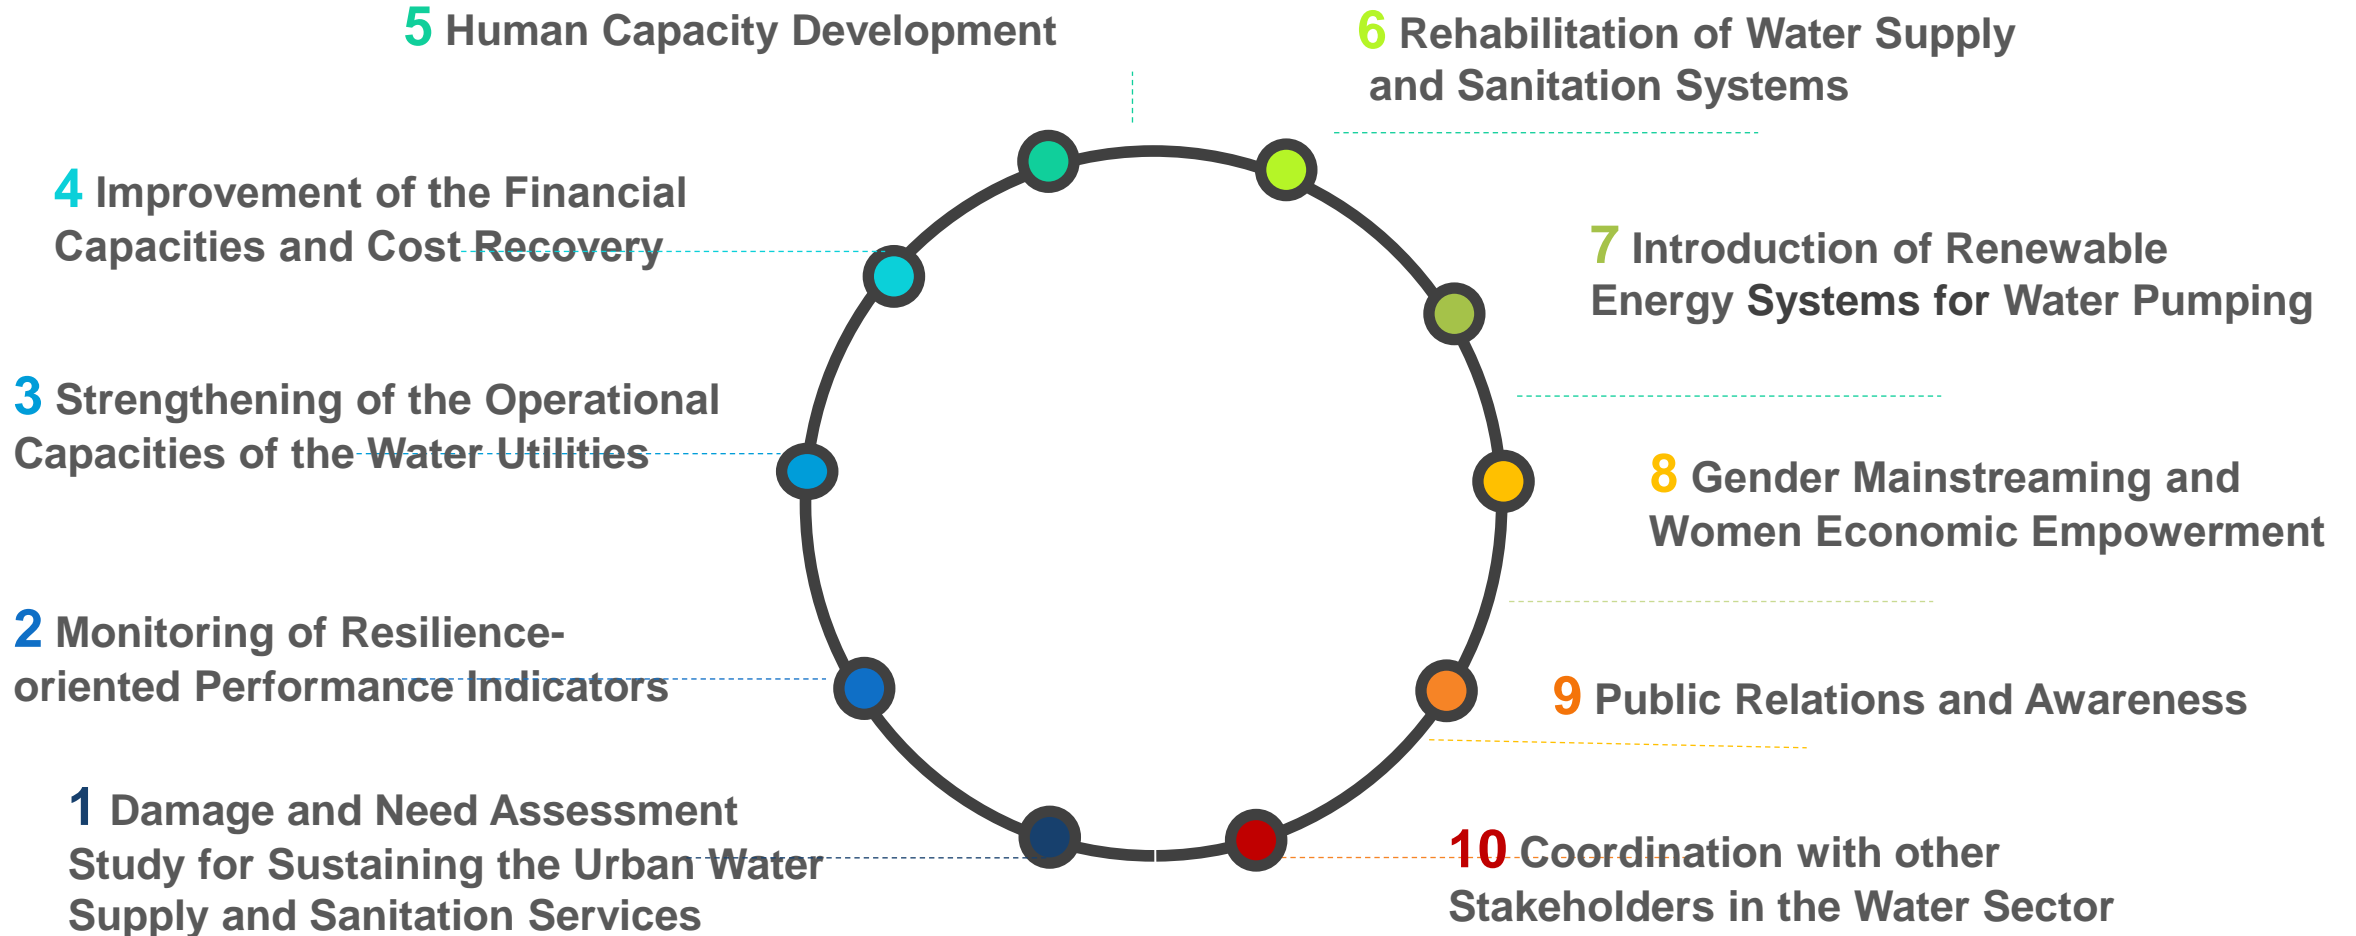 5 Human Capacity Development
6 Rehabilitation of Water Supply
and Sanitation Systems
4 Improvement of the Financial
Capacities and Cost Recovery
7 Introduction of Renewable
Energy Systems for Water Pumping
3 Strengthening of the Operational
Capacities of the Water Utilities
8 Gender Mainstreaming and
Women Economic Empowerment
2 Monitoring of Resilience-
oriented Performance Indicators
9 Public Relations and Awareness
1 Damage and Need Assessment
Study for Sustaining the Urban Water
Supply and Sanitation Services
10 Coordination with other
Stakeholders in the Water Sector